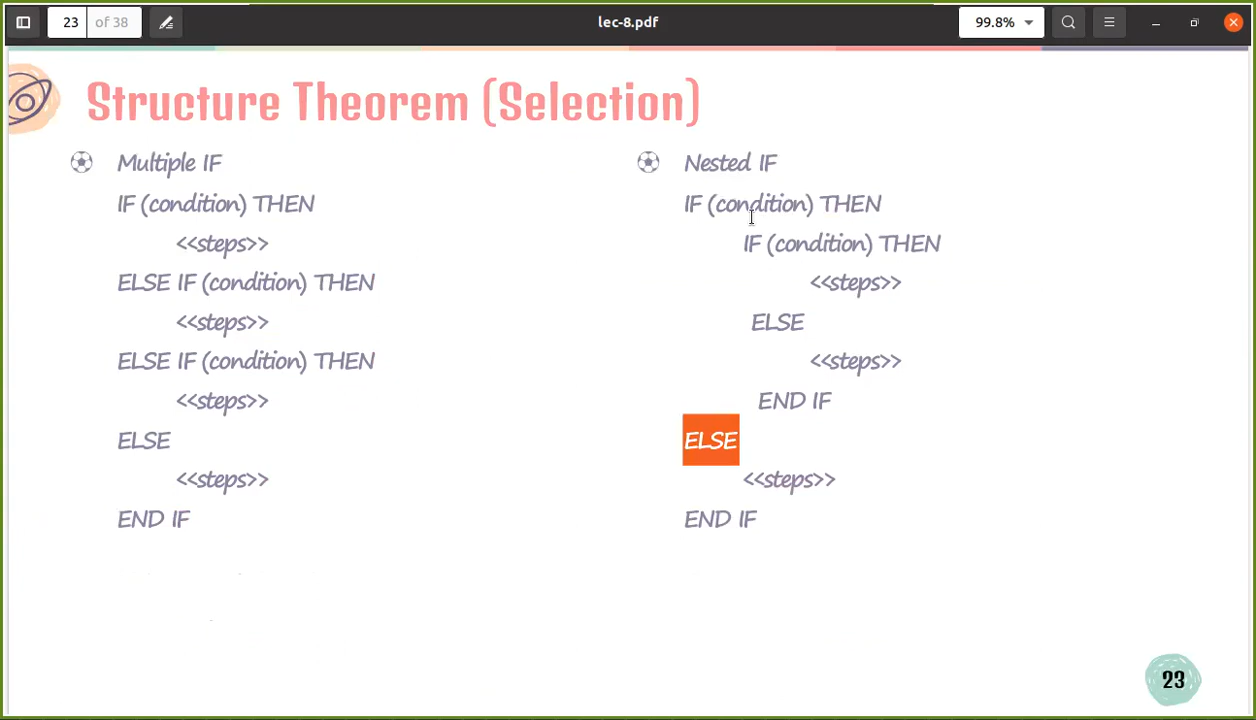 23 of 38
lec-8.pdf
99.8%
Structure Theorem (Selection)
Multiple IF
IF (condition) THEN
<<steps>>
ELSE IF (condition) THEN
<<steps>>
ELSE IF (condition) THEN
<<steps>>
ELSE
<<steps>>
END IF
Nested IF
IF (condition) THEN
IF (condition) THEN
<<steps>>
ELSE
<<steps>>
END IF
ELSE
<<steps>>
END IF
23